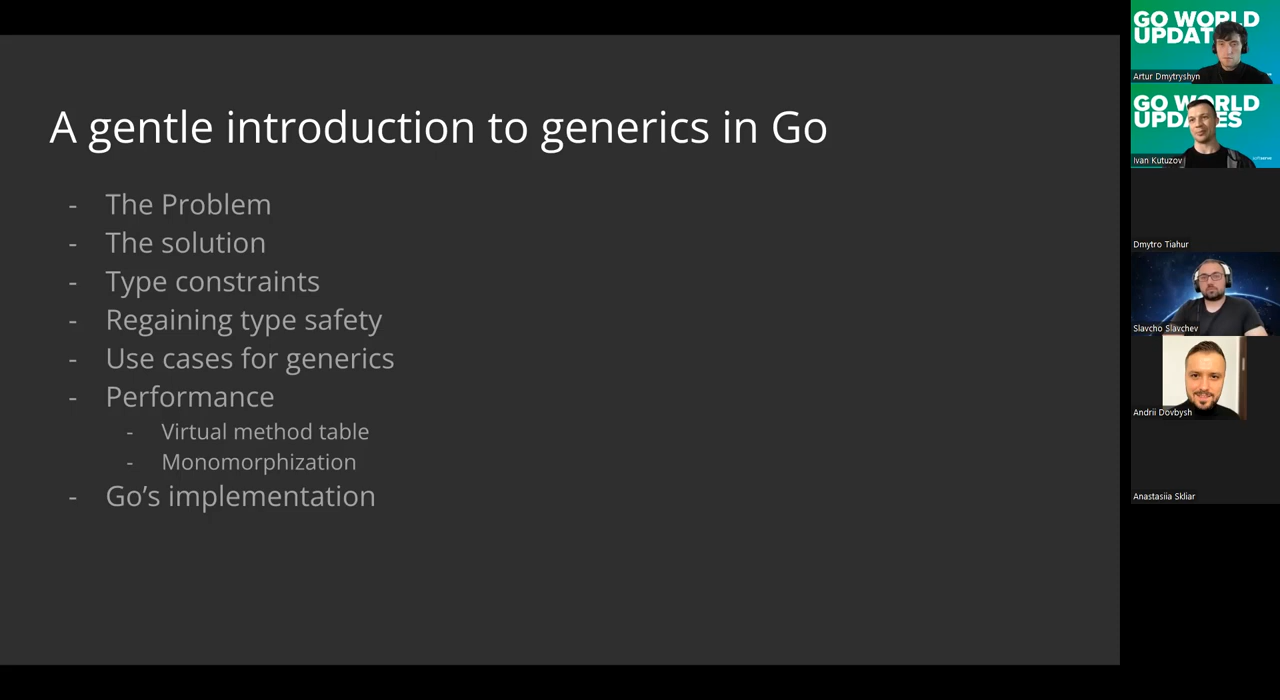 A gentle introduction to generics in Go
- The Problem
- The solution
- Type constraints
- Regaining type safety
- Use cases for generics
- Performance
- Virtual method table
- Monomorphization
- Go’s implementation
GO WORLD
UPDAT
Artur Dmytryshyn
GO WORLD
UPDATES
Ivan Kutuzov
Dmytro Tiahur
Slavcho Slavchev
Andrii Dovbysh
Anastasiia Skliar